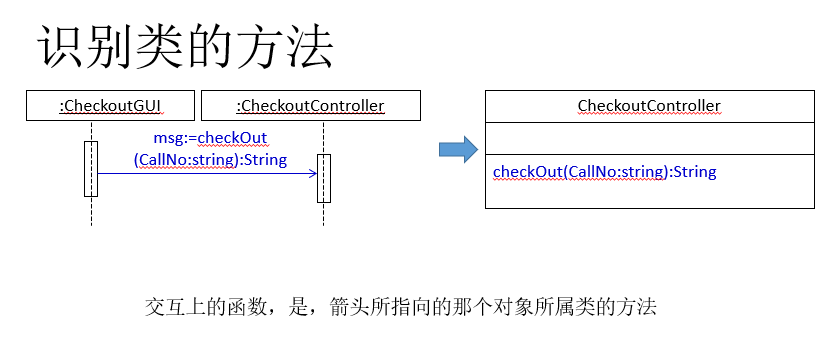 识别类的方法
:CheckoutGUI
:CheckoutController
msg:=checkOut
(CallNo:string):String
CheckoutController
checkOut(CallNo:string):String
交互上的函数，是，箭头所指向的那个对象所属类的方法